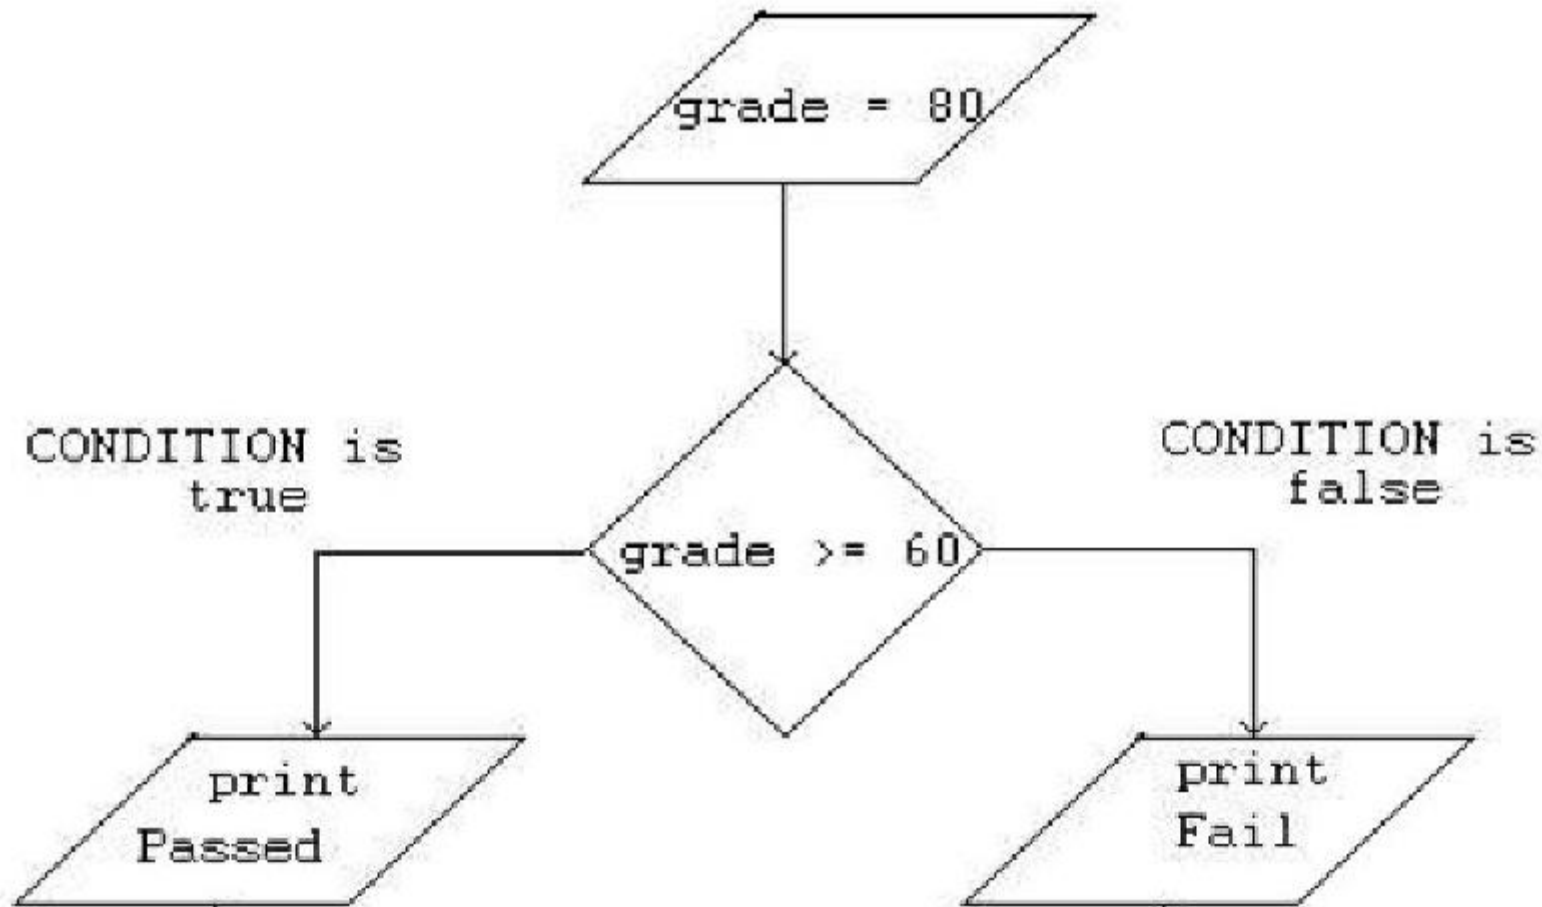 grade = 80
CONDITION is
true
grade >= 60
CONDITION is
false
print
Passed
print
Fail